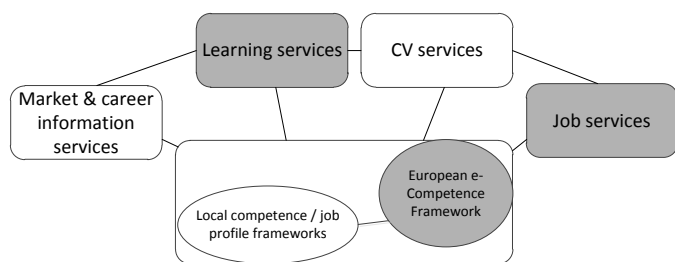 Learning services
CV services
Market & career
information
services
Job services
European e-
Competence
Framework
Local competence / job
profile frameworks